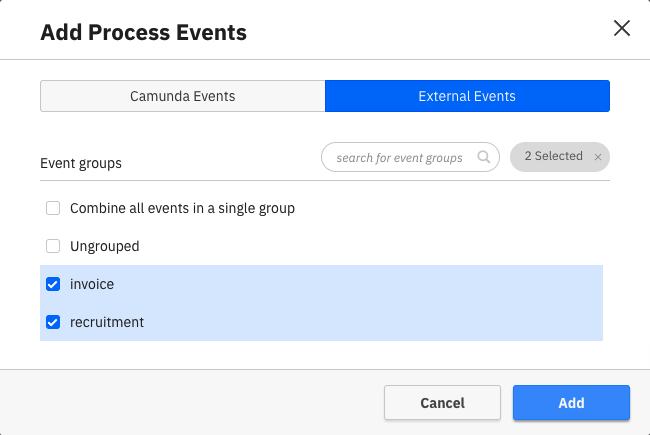 Add Process Events
Camunda Events
External Events
Event groups
search for event groups
2 Selected
Combine all events in a single group
Ungrouped
invoice
recruitment
Cancel
Add